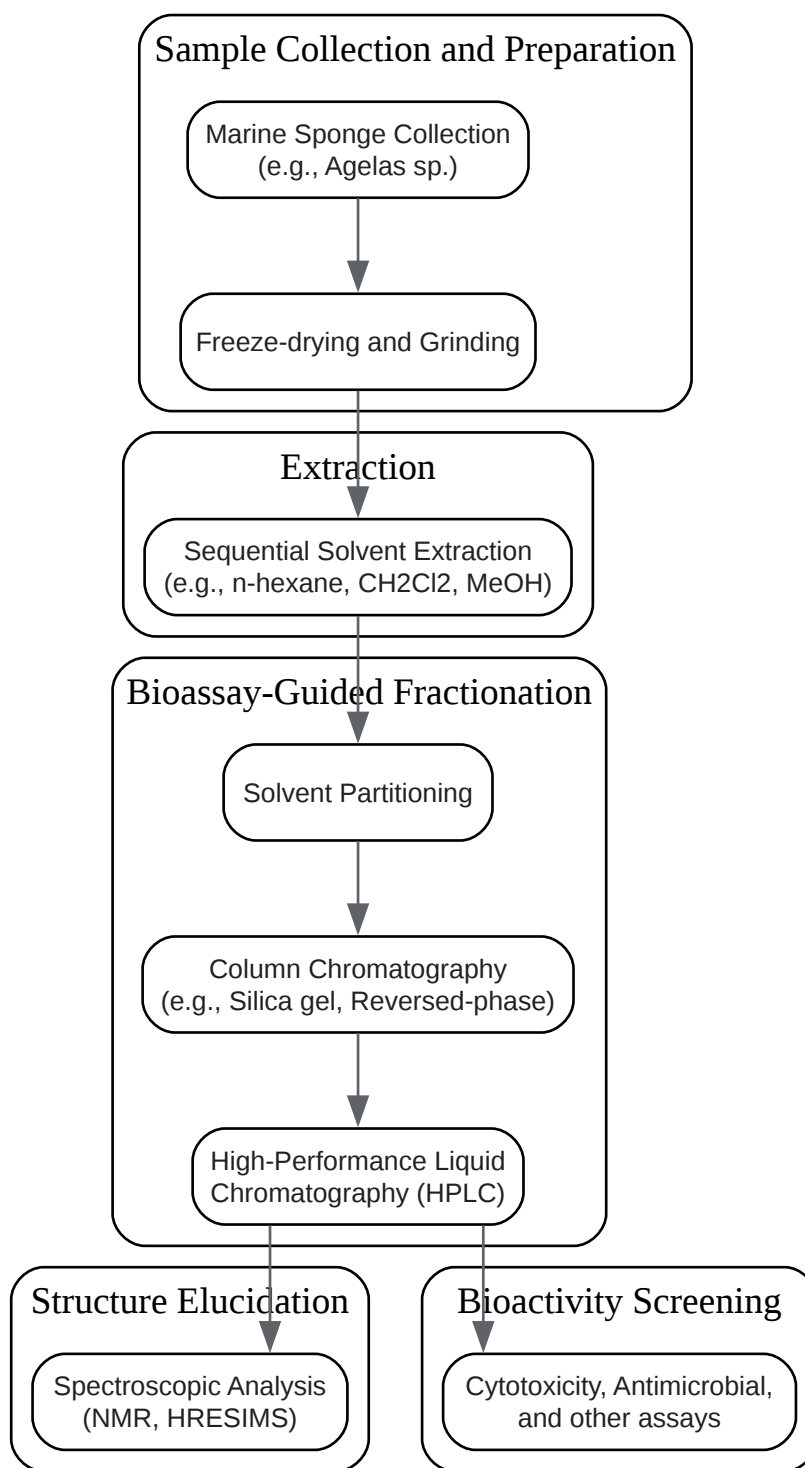 Sample Collection and Preparation
Marine Sponge Collection
(e.g., Agelas sp.)
Freeze-drying and Grinding
Extraction
Sequential Solvent Extraction
(e.g., n-hexane, CH2Cl2, MeOH)
Bioassay-Guided Fractionation
Solvent Partitioning
Column Chromatography
(e.g., Silica gel, Reversed-phase)
High-Performance Liquid
Chromatography (HPLC)
Structure Elucidation
Spectroscopic Analysis
(NMR, HRESIMS)
Bioactivity Screening
Cytotoxicity, Antimicrobial,
and other assays